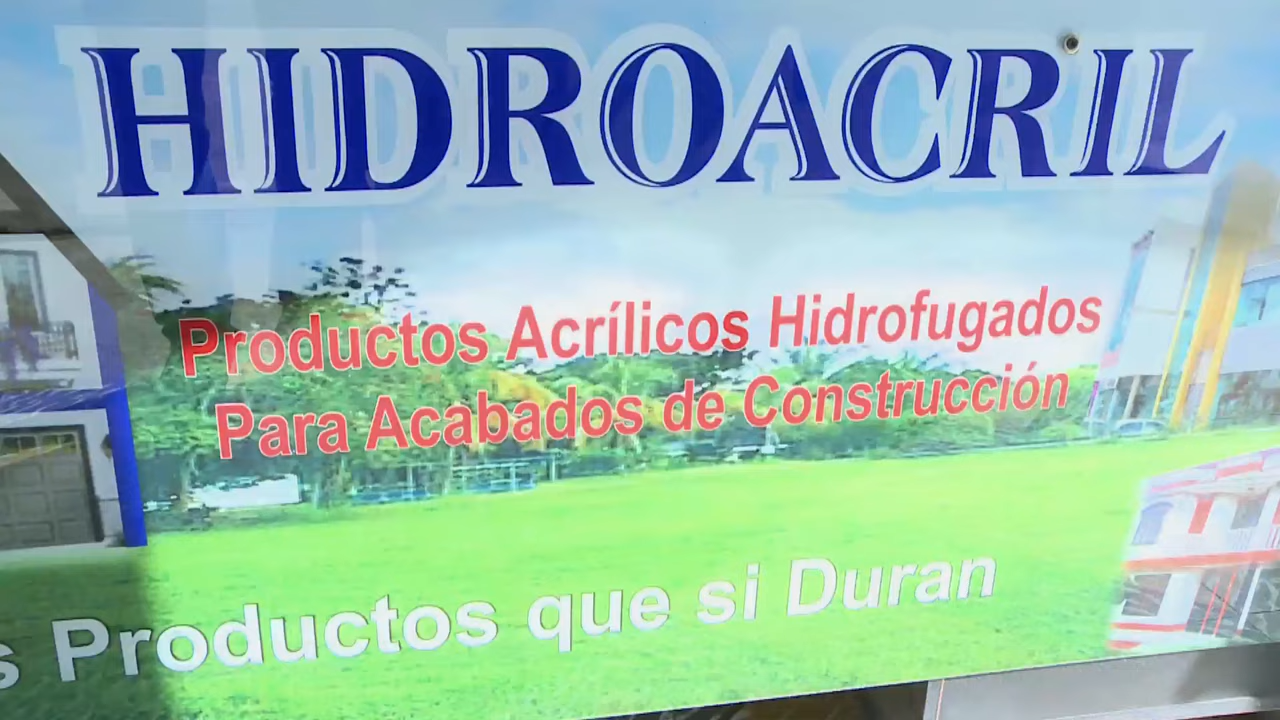 HIDROACRIL
Productos Acrílicos Hidrofugados
Para Acabados de Construcción
Productos que si Duran